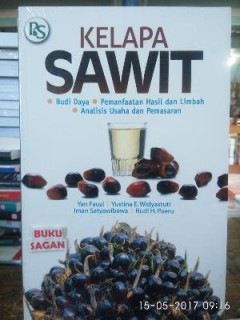 PS
KELAPA
SAWIT
• Budi Daya • Pemanfaatan Hasil dan Limbah
• Analisis Usaha dan Pemasaran
Yan Fauzi / Yustina E. Widyastuti
Iman Satyawibawa / Rudi H. Paeru
BUKU
SAGAN
15-05-2017 09:16